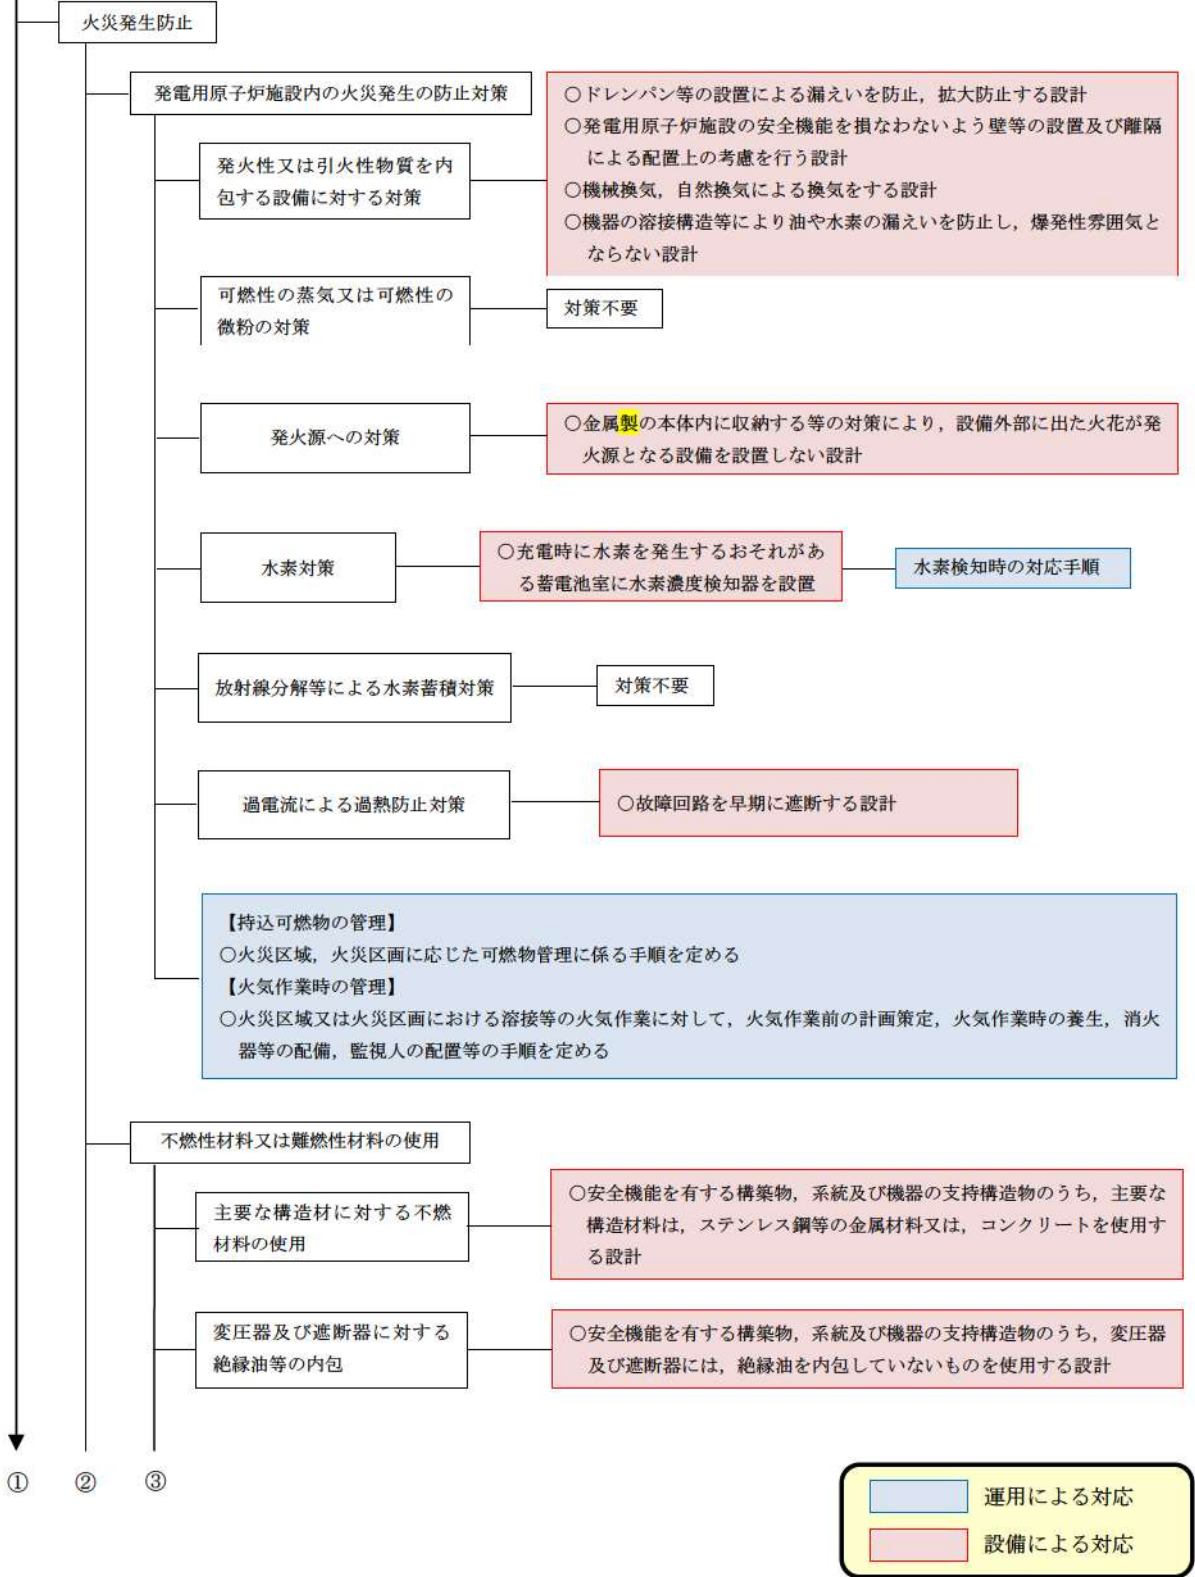 火災発生防止
発電用原子炉施設内の火災発生の防止対策
発火性又は引火性物質を内
包する設備に対する対策
○ドレンパン等の設置による漏えいを防止，拡大防止する設計
○発電用原子炉施設の安全機能を損なわないよう壁等の設置及び離隔
による配置上の考慮を行う設計
○機械換気，自然換気による換気をする設計
○機器の溶接構造等により油や水素の漏えいを防止し，爆発性雰囲気と
ならない設計
可燃性の蒸気又は可燃性の
微粉の対策
対策不要
発火源への対策
○金属製の本体内に収納する等の対策により，設備外部に出た火花が発
火源となる設備を設置しない設計
水素対策
○充電時に水素を発生するおそれがあ
る蓄電池室に水素濃度検知器を設置
水素検知時の対応手順
放射線分解等による水素蓄積対策
対策不要
過電流による過熱防止対策
○故障回路を早期に遮断する設計
【持込可燃物の管理】
○火災区域，火災区画に応じた可燃物管理に係る手順を定める
【火気作業時の管理】
○火災区域又は火災区画における溶接等の火気作業に対して，火気作業前の計画策定，火気作業時の養生，消火
器等の配備，監視人の配置等の手順を定める
不燃性材料又は難燃性材料の使用
主要な構造材に対する不燃
材料の使用
○安全機能を有する構築物，系統及び機器の支持構造物のうち，主要な
構造材料は，ステンレス鋼等の金属材料又は，コンクリートを使用す
る設計
変圧器及び遮断器に対する
絶縁油等の内包
○安全機能を有する構築物，系統及び機器の支持構造物のうち，変圧器
及び遮断器には，絶縁油を内包していないものを使用する設計
① ② ③
運用による対応
設備による対応